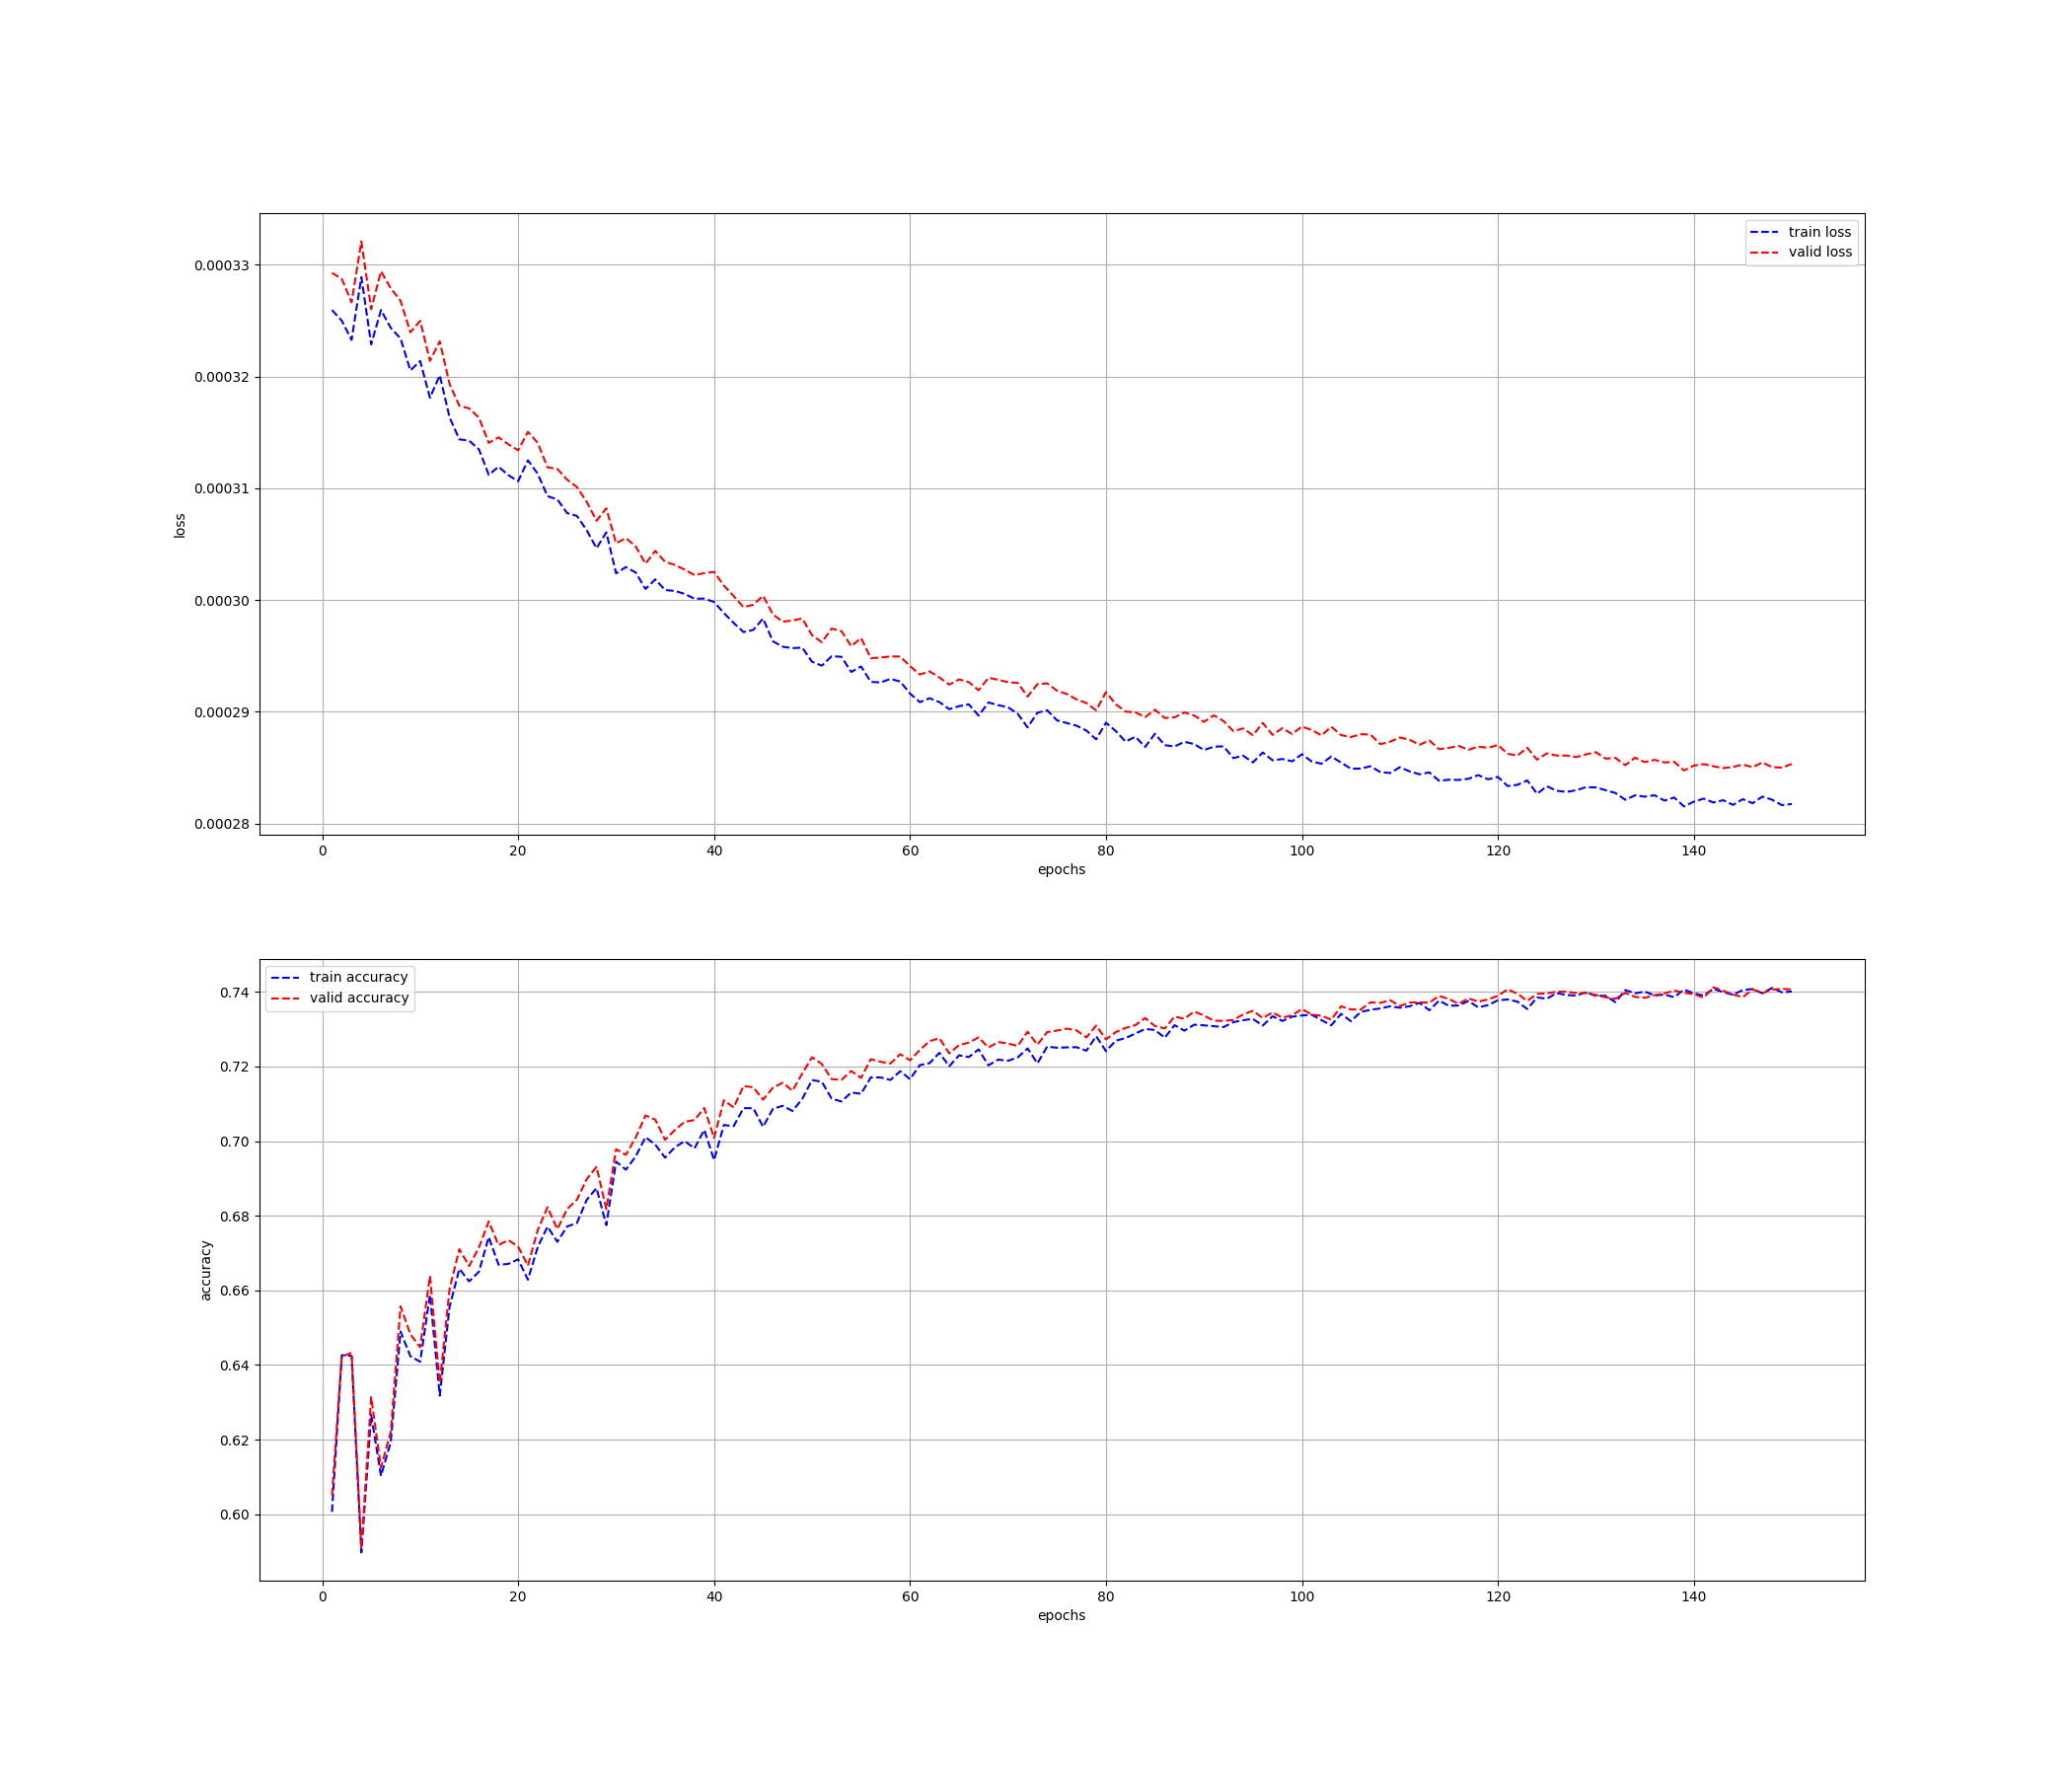 train loss
valid loss
0.00033
0.00032
0.00031
0.00030
0.00029
0.00028
loss
0 20 40 60 80 100 120 140
epochs
train accuracy
valid accuracy
0.74
0.72
0.70
0.68
0.66
0.64
0.62
0.60
accuracy
0 20 40 60 80 100 120 140
epochs